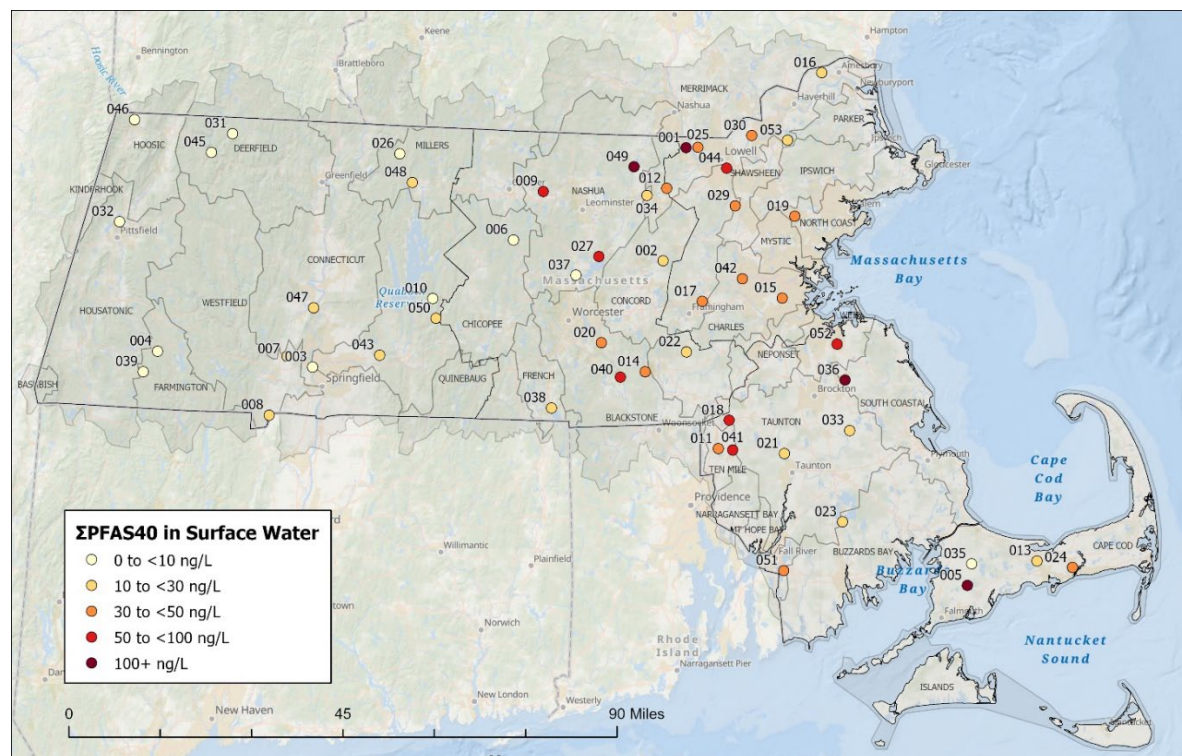 Bennington
Keene
Hampton
Brattleboro
Hoosic River
016
Amesbury
Newburyport
MERRIMACK
Nashua
Haverhill
PARKER
046
031
HOOSIC
045
DEERFIELD
026
MILLERS
001
025
030
053
Lowell
Ipswich
Gloucester
049
044
SHAWSHEEN
IPSWICH
Greenfield
048
009
NASHUA
012
034
Leominster
029
019
NORTH COAST
KINDERHOOK
032
Pittsfield
006
MYSTIC
CONNECTICUT
027
002
037
Massachusetts
042
Massachusetts
Bay
HOUSATONIC
WESTFIELD
047
010
050
CHICOPEE
Worcester
CONCORD
017
Framingham
015
CHARLES
004
039
007
003
043
020
022
052
NEPONSET
FARMINGTON
Springfield
QUINEBAUG
FRENCH
040
014
036
Brockton
SOUTH COASTAL
008
038
BLACKSTONE
Woonsocket
018
TAUNTON
033
011
041
021
Plymouth
TEN MILE
Taunton
Cape
Cod
Bay
Providence
NARRAGANSETT BAY
MT HOPE BAY
023
Fall River
BUZZARDS BAY
051
035
013
024
CAPE COD
005
Bay
Falmouth
Willimantic
Plainfield
Norwich
Rhode
Island
Narragansett Pier
Nantucket
Sound
ISLANDS
New London
Westerly
New Haven
ΣPFAS40 in Surface Water
0 to <10 ng/L
10 to <30 ng/L
30 to <50 ng/L
50 to <100 ng/L
100+ ng/L
0
45
90 Miles